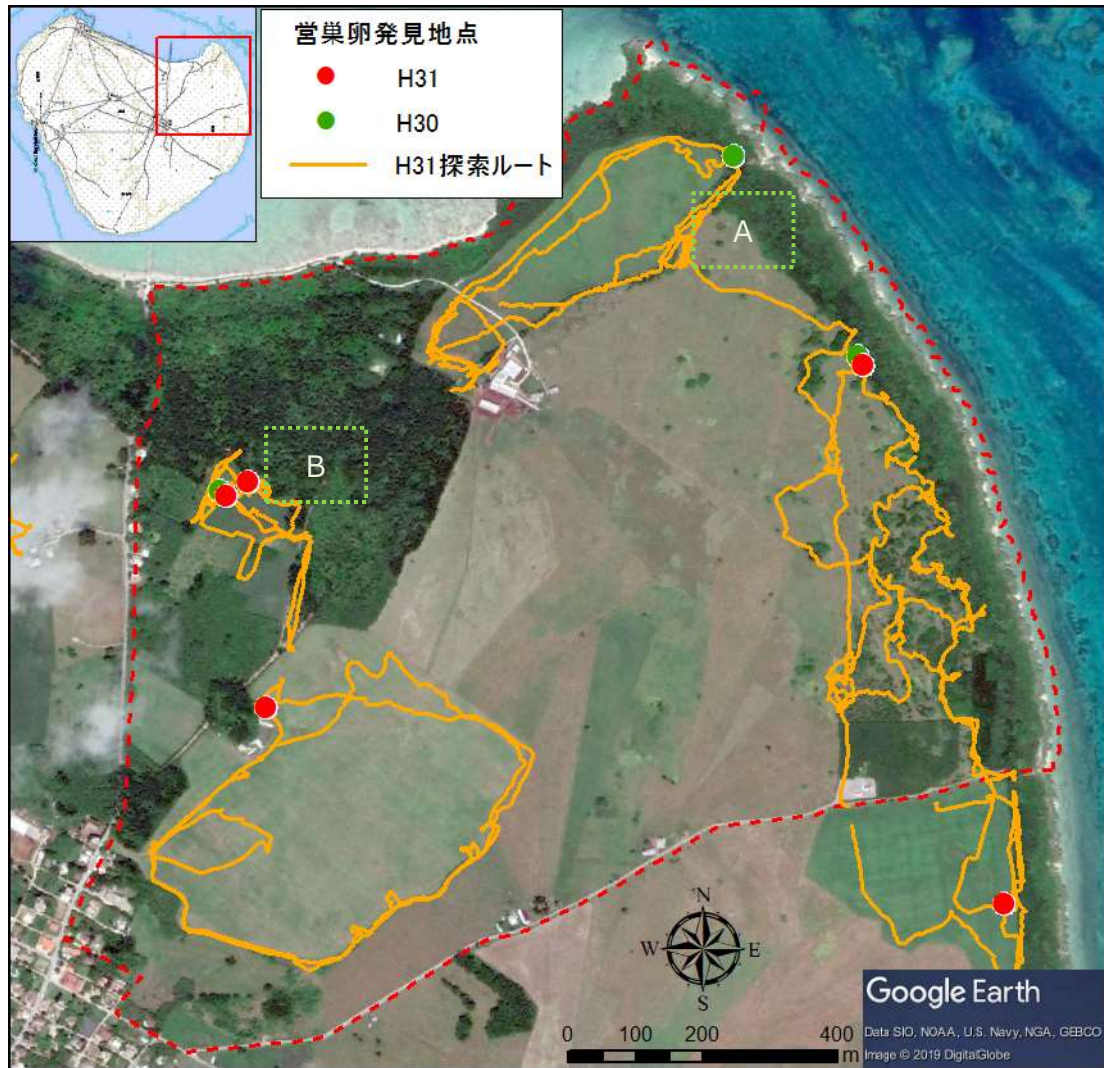 営巣卵発見地点
H31
H30
H31探索ルート
A
B
N
W
E
S
0
100
200
400
m
Google Earth
Data SIO, NOAA, U.S. Navy, NGA, GEBCO
Image © 2019 DigitalGlobe